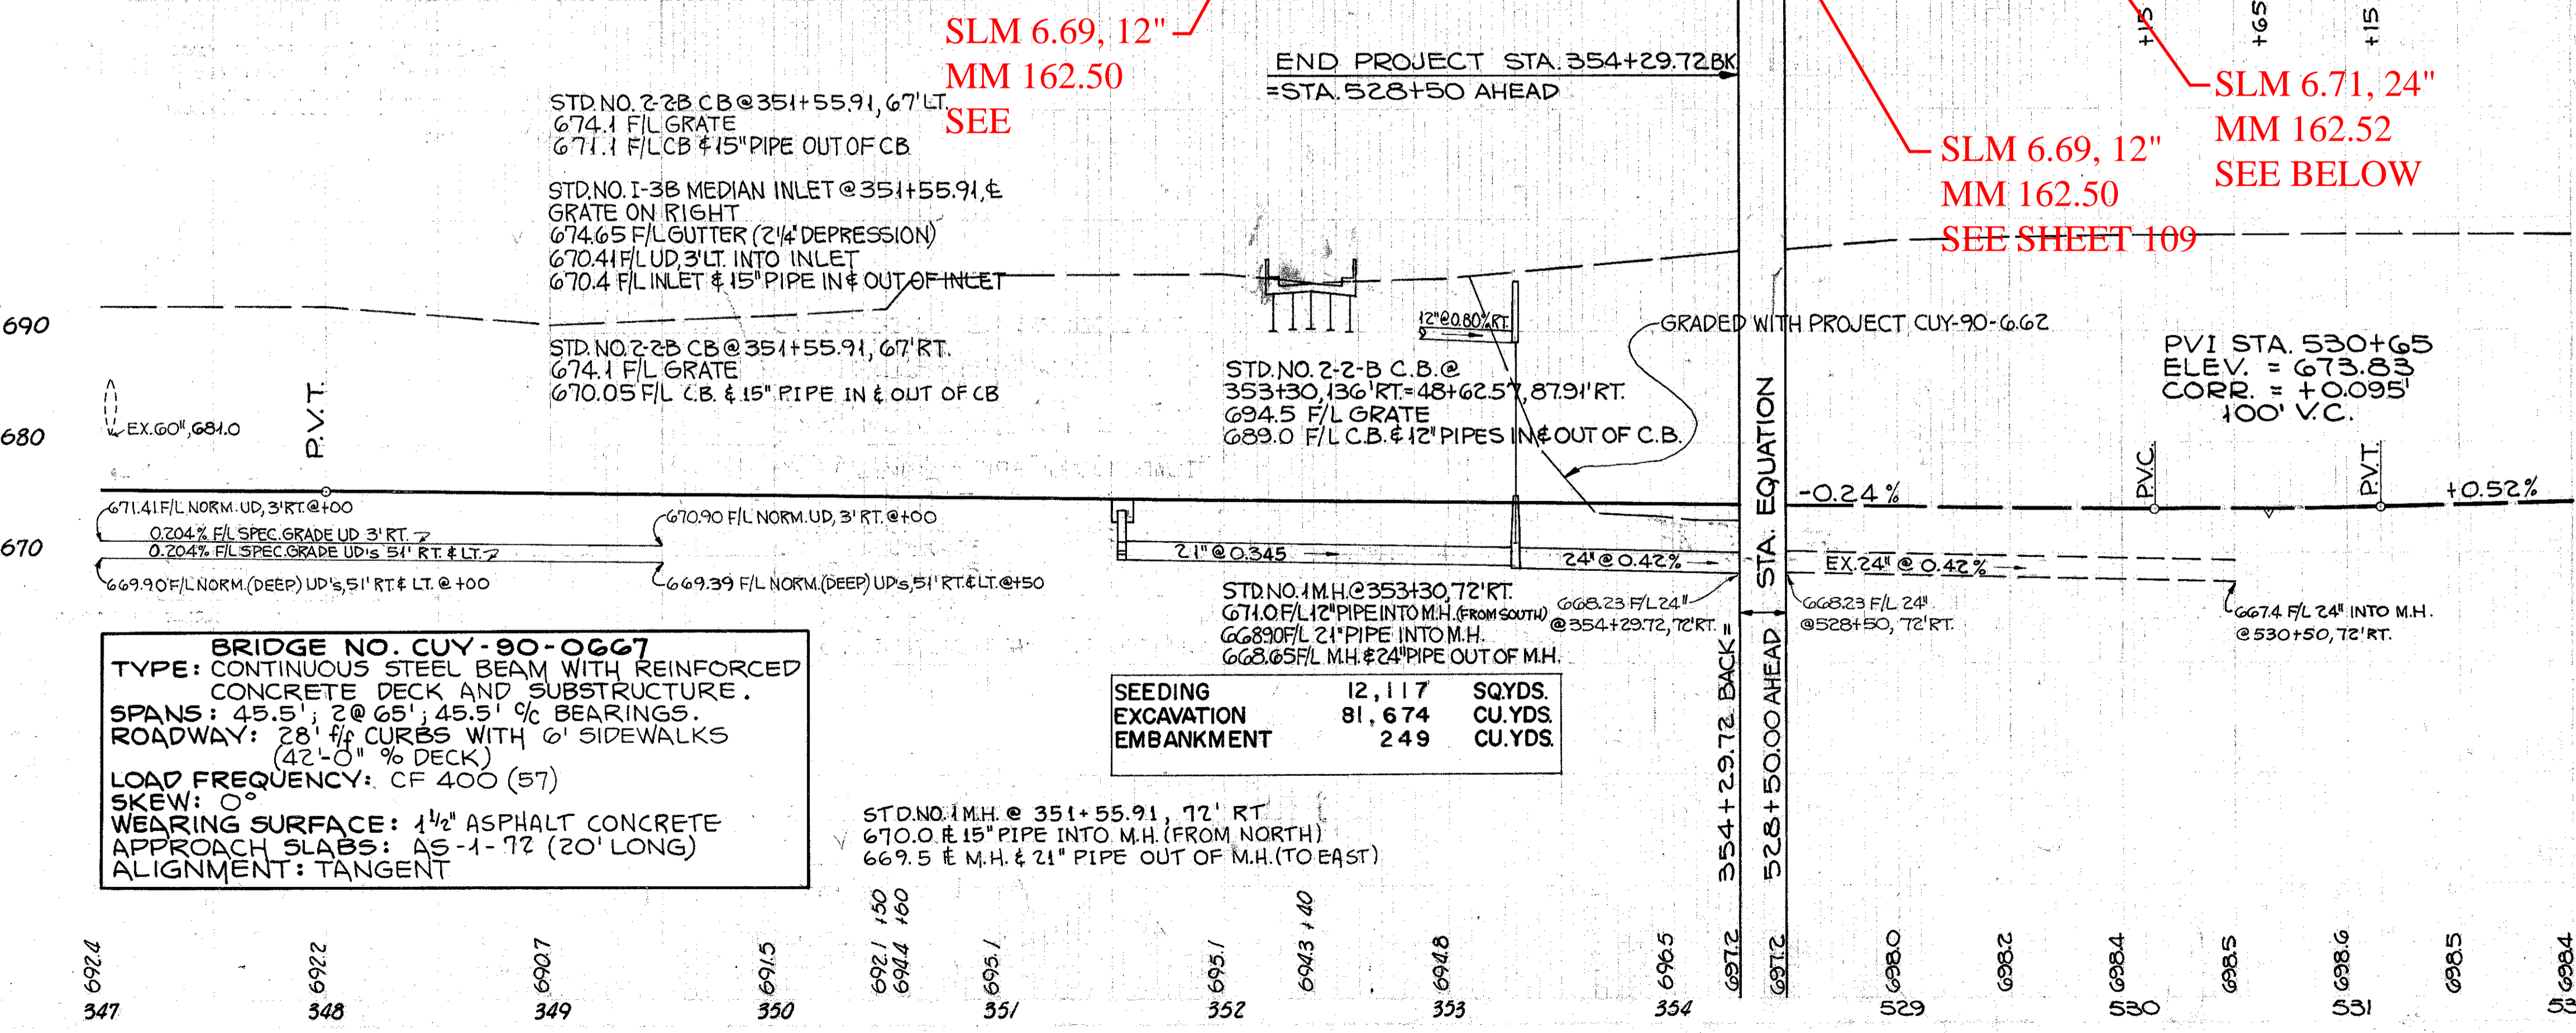 SLM 6.69, 12"
MM 162.50
SEE
END PROJECT STA. 354+29.72 BK
=STA. 528+50 AHEAD
+15
+65
+15
SLM 6.71, 24"
MM 162.52
SEE BELOW
SLM 6.69, 12"
MM 162.50
SEE SHEET 109
STD. NO. 2-2B CB @ 351+55.91, 67' LT.
674.1 F/L GRATE
671.1 F/L CB & 15" PIPE OUT OF CB
STD. NO. I-3B MEDIAN INLET @ 351+55.91, ℄
GRATE ON RIGHT
674.65 F/L GUTTER (2 1/4" DEPRESSION)
670.41 F/L UD, 3' LT. INTO INLET
670.4 F/L INLET & 15" PIPE IN & OUT OF INLET
STD. NO. 2-2B CB @ 351+55.91, 67' RT.
674.1 F/L GRATE
670.05 F/L C.B. & 15" PIPE IN & OUT OF CB
690
680
670
EX. 60", 681.0
P.V.T.
12" @ 0.80% RT.
GRADED WITH PROJECT CUY-90-6.62
STD. NO. 2-2-B C.B. @
353+30, 136' RT. = 48+62.57, 87.91' RT.
694.5 F/L GRATE
689.0 F/L C.B. & 12" PIPES IN & OUT OF C.B.
PVI STA. 530+65
ELEV. = 673.83
CORR. = +0.095'
100' V.C.
P.V.C.
P.V.T.
-0.24%
+0.52%
STA. EQUATION
354+29.72 BACK =
528+50.00 AHEAD
671.41 F/L NORM. UD, 3' RT. @ +00
0.204% F/L SPEC. GRADE UD 3' RT.
0.204% F/L SPEC. GRADE UD's 51' RT. & LT.
669.90 F/L NORM. (DEEP) UD's, 51' RT & LT. @ +00
670.90 F/L NORM. UD, 3' RT. @ +00
669.39 F/L NORM. (DEEP) UD's, 51' RT. & LT. @ +50
21" @ 0.345
24" @ 0.42%
EX. 24" @ 0.42%
STD. NO. 1 M.H. @ 353+30, 72' RT.
671.0 F/L 12" PIPE INTO M.H. (FROM SOUTH)
668.90 F/L 21" PIPE INTO M.H.
668.65 F/L M.H. & 24" PIPE OUT OF M.H.
668.23 F/L 24"
@ 354+29.72, 72' RT.
668.23 F/L 24"
@ 528+50, 72' RT.
667.4 F/L 24" INTO M.H.
@ 530+50, 72' RT.
BRIDGE NO. CUY-90-0667
TYPE: CONTINUOUS STEEL BEAM WITH REINFORCED
CONCRETE DECK AND SUBSTRUCTURE.
SPANS: 45.5'; 2 @ 65'; 45.5' c/c BEARINGS.
ROADWAY: 28' f/f CURBS WITH 6' SIDEWALKS
(42'-0" o/o DECK)
LOAD FREQUENCY: CF 400 (57)
SKEW: 0°
WEARING SURFACE: 1 1/2" ASPHALT CONCRETE
APPROACH SLABS: AS-1-72 (20' LONG)
ALIGNMENT: TANGENT
SEEDING 12,117 SQ.YDS.
EXCAVATION 81,674 CU.YDS.
EMBANKMENT 249 CU.YDS.
STD. NO. 1 M.H. @ 351+55.91, 72' RT
670.0 ℄ 15" PIPE INTO M.H. (FROM NORTH)
669.5 ℄ M.H. & 21" PIPE OUT OF M.H. (TO EAST)
692.4
692.2
690.7
691.5
692.1 +50
694.4 +60
695.1
695.1
694.3 +40
694.8
696.5
697.2
697.2
698.0
698.2
698.4
698.5
698.6
698.5
698.4
347
348
349
350
351
352
353
354
529
530
531